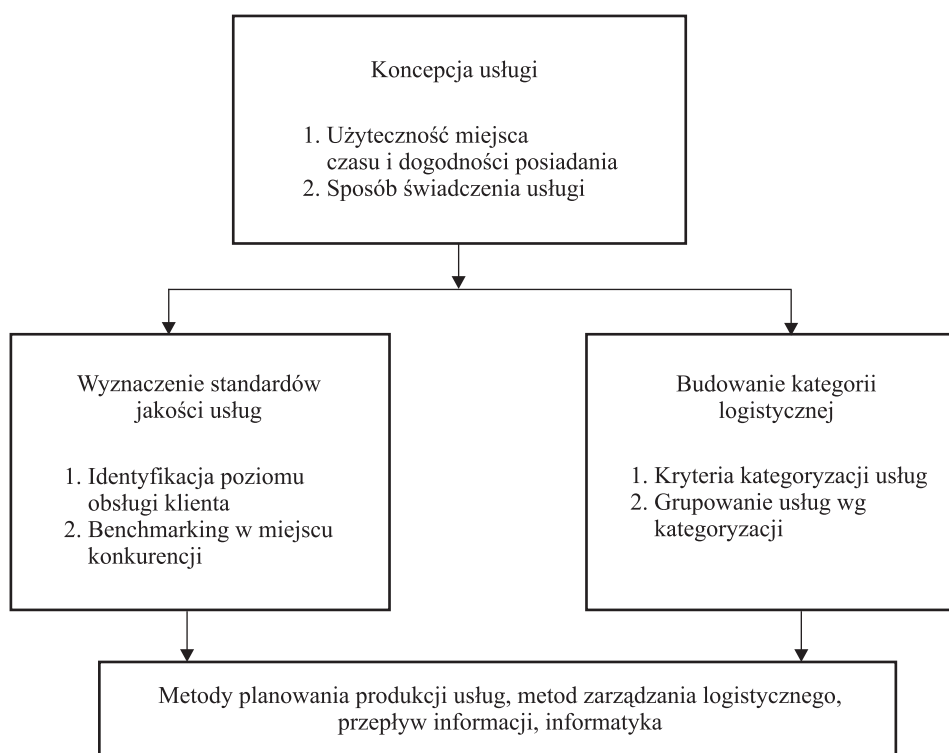 Koncepcja usługi
1. Użyteczność miejsca
czasu i dogodności posiadania
2. Sposób świadczenia usługi
Wyznaczenie standardów
jakości usług
1. Identyfikacja poziomu
obsługi klienta
2. Benchmarking w miejscu
konkurencji
Budowanie kategorii
logistycznej
1. Kryteria kategoryzacji usług
2. Grupowanie usług wg
kategoryzacji
Metody planowania produkcji usług, metod zarządzania logistycznego,
przepływ informacji, informatyka